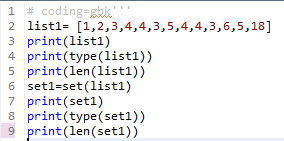 1 # coding=gbk'''
2 list1= [1,2,3,4,4,3,5,4,4,3,6,5,18]
3 print(list1)
4 print(type(list1))
5 print(len(list1))
6 set1=set(list1)
7 print(set1)
8 print(type(set1))
9 print(len(set1))